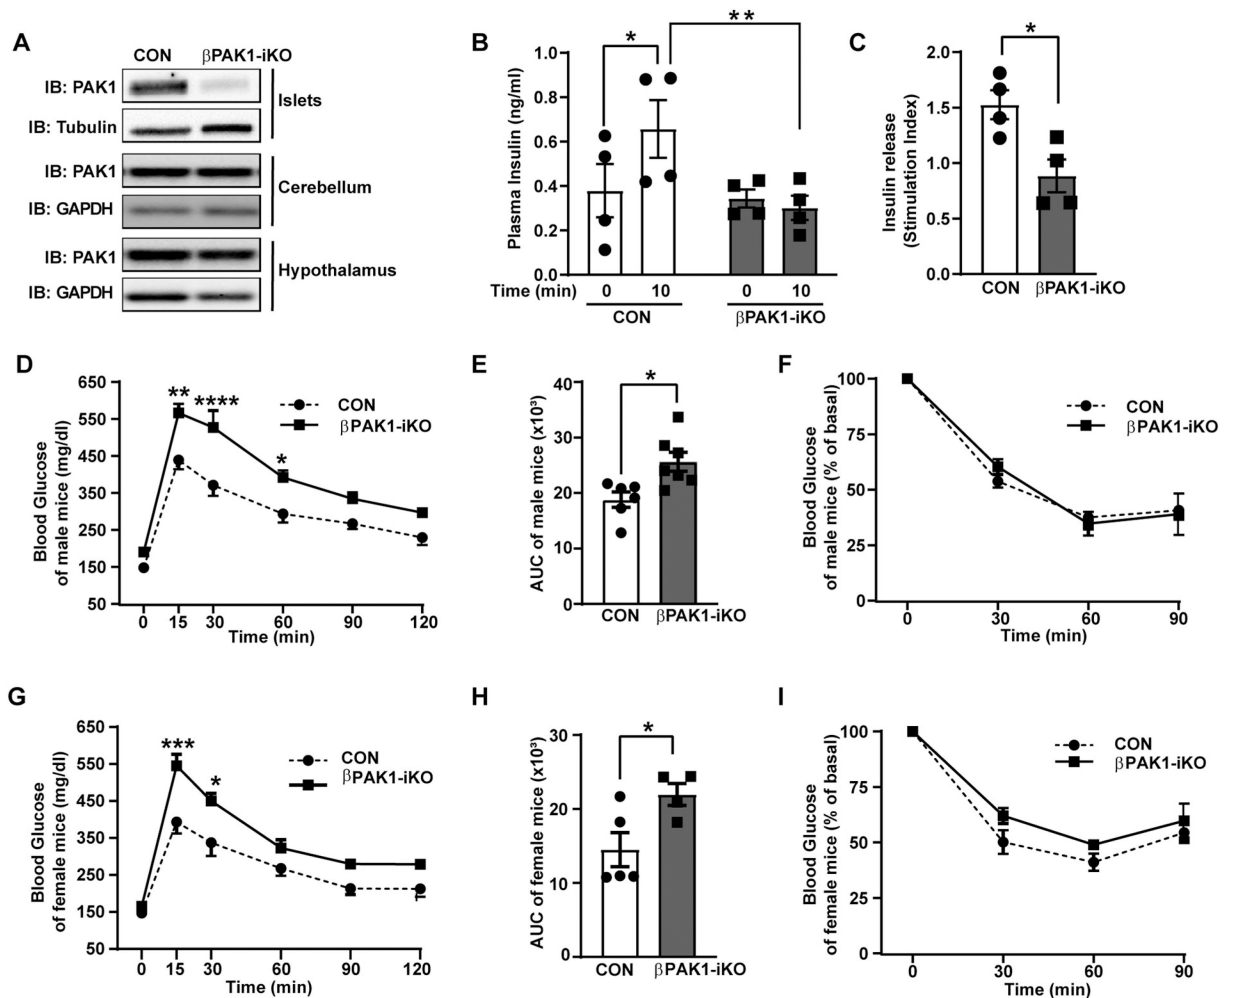 A
CON
βPAK1-iKO
IB: PAK1
IB: Tubulin
Islets
IB: PAK1
IB: GAPDH
Cerebellum
IB: PAK1
IB: GAPDH
Hypothalamus
B
Plasma Insulin (ng/ml)
1.0
0.8
0.6
0.4
0.2
0.0
*
**
Time (min) 0 10 0 10
CON
βPAK1-iKO
C
Insulin release
(Stimulation Index)
2.0
1.5
1.0
0.5
0.0
*
CON
βPAK1-iKO
D
Blood Glucose
of male mice (mg/dl)
650
550
450
350
250
150
50
**
****
*
CON
βPAK1-iKO
0 15 30 60 90 120
Time (min)
E
AUC of male mice (x10³)
40
30
20
10
0
*
CON
βPAK1-iKO
F
Blood Glucose
of male mice (% of basal)
100
75
50
25
0
CON
βPAK1-iKO
0 30 60 90
Time (min)
G
Blood Glucose
of female mice (mg/dl)
650
550
450
350
250
150
50
***
*
CON
βPAK1-iKO
0 15 30 60 90 120
Time (min)
H
AUC of female mice (x10³)
30
20
10
0
*
CON
βPAK1-iKO
I
Blood Glucose
of female mice (% of basal)
100
75
50
25
0
CON
βPAK1-iKO
0 30 60 90
Time (min)